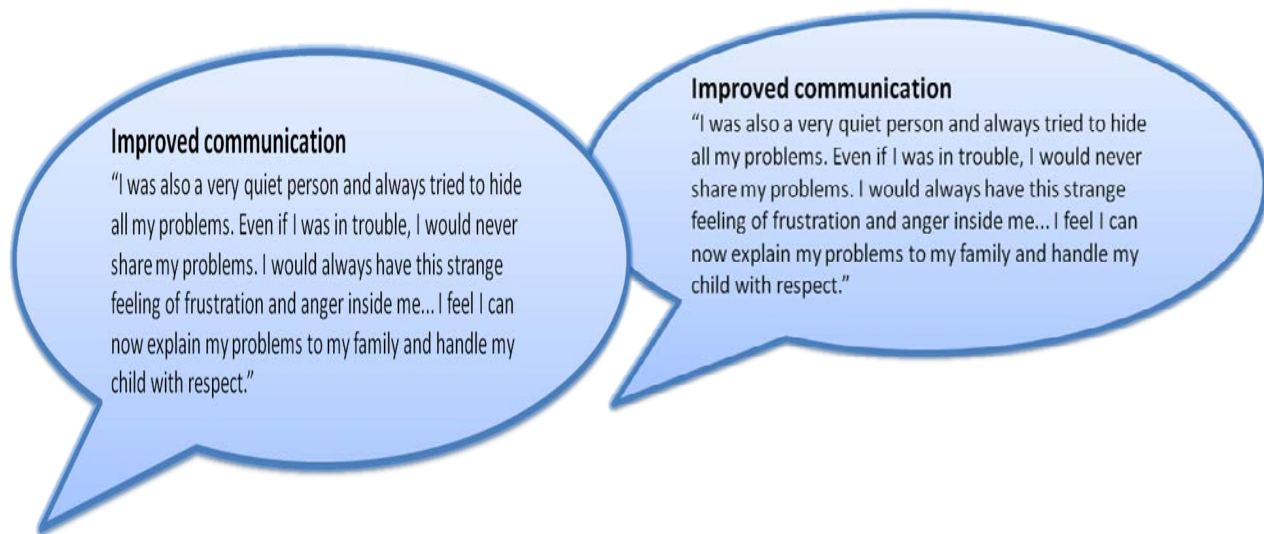 Improved communication
“I was also a very quiet person and always tried to hide
all my problems. Even if I was in trouble, I would never
share my problems. I would always have this strange
feeling of frustration and anger inside me... I feel I can
now explain my problems to my family and handle my
child with respect.”
Improved communication
“I was also a very quiet person and always tried to hide
all my problems. Even if I was in trouble, I would never
share my problems. I would always have this strange
feeling of frustration and anger inside me... I feel I can
now explain my problems to my family and handle my
child with respect.”